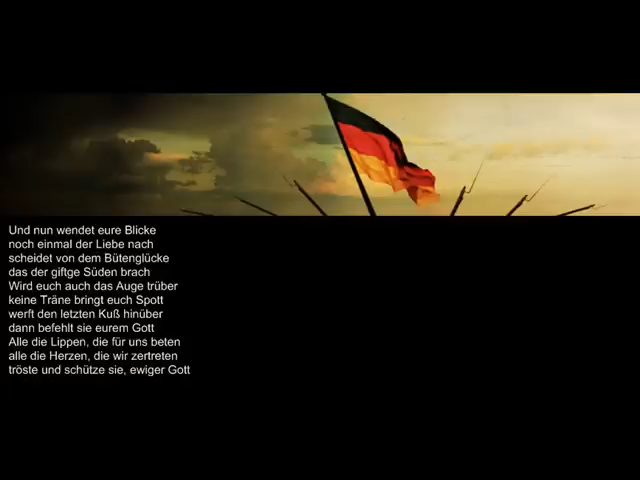 Und nun wendet eure Blicke
noch einmal der Liebe nach
scheidet von dem Bütenglücke
das der giftge Süden brach
Wird euch auch das Auge trüber
keine Träne bringt euch Spott
werft den letzten Kuß hinüber
dann befehlt sie eurem Gott
Alle die Lippen, die für uns beten
alle die Herzen, die wir zertreten
tröste und schütze sie, ewiger Gott